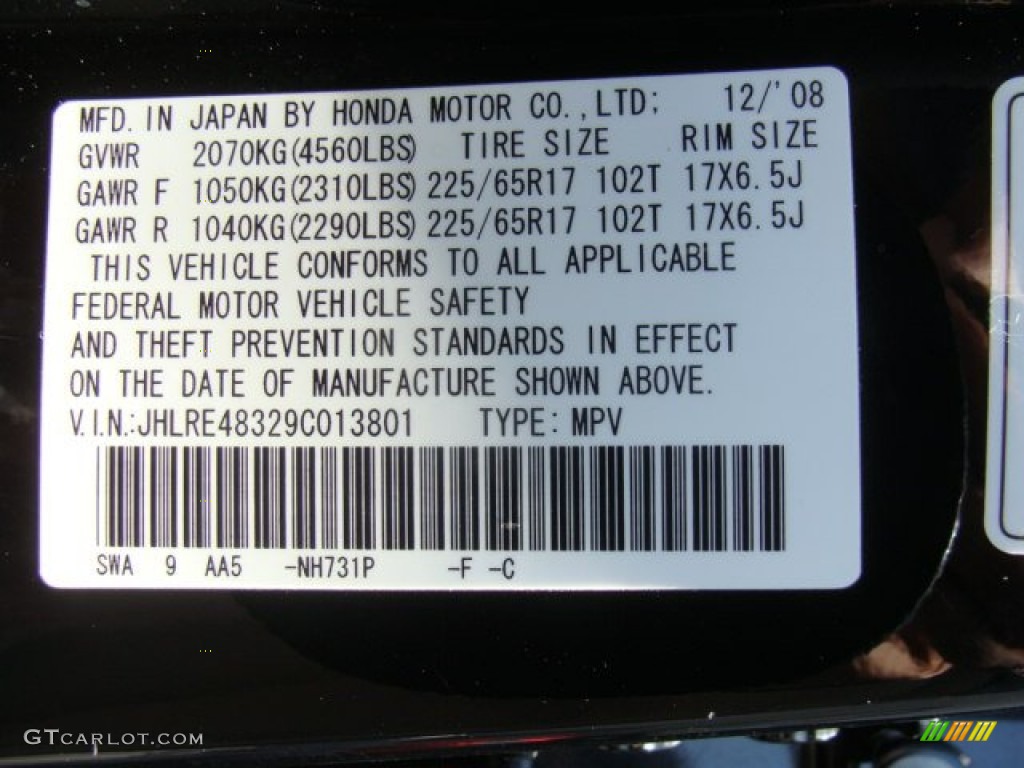 MFD. IN JAPAN BY HONDA MOTOR CO.,LTD; 12/'08
GVWR 2070KG(4560LBS) TIRE SIZE RIM SIZE
GAWR F 1050KG(2310LBS) 225/65R17 102T 17X6.5J
GAWR R 1040KG(2290LBS) 225/65R17 102T 17X6.5J
THIS VEHICLE CONFORMS TO ALL APPLICABLE
FEDERAL MOTOR VEHICLE SAFETY
AND THEFT PREVENTION STANDARDS IN EFFECT
ON THE DATE OF MANUFACTURE SHOWN ABOVE.
V.I.N.:JHLRE48329C013801 TYPE: MPV
SWA 9 AA5 -NH731P -F -C
GTCARLOT.COM